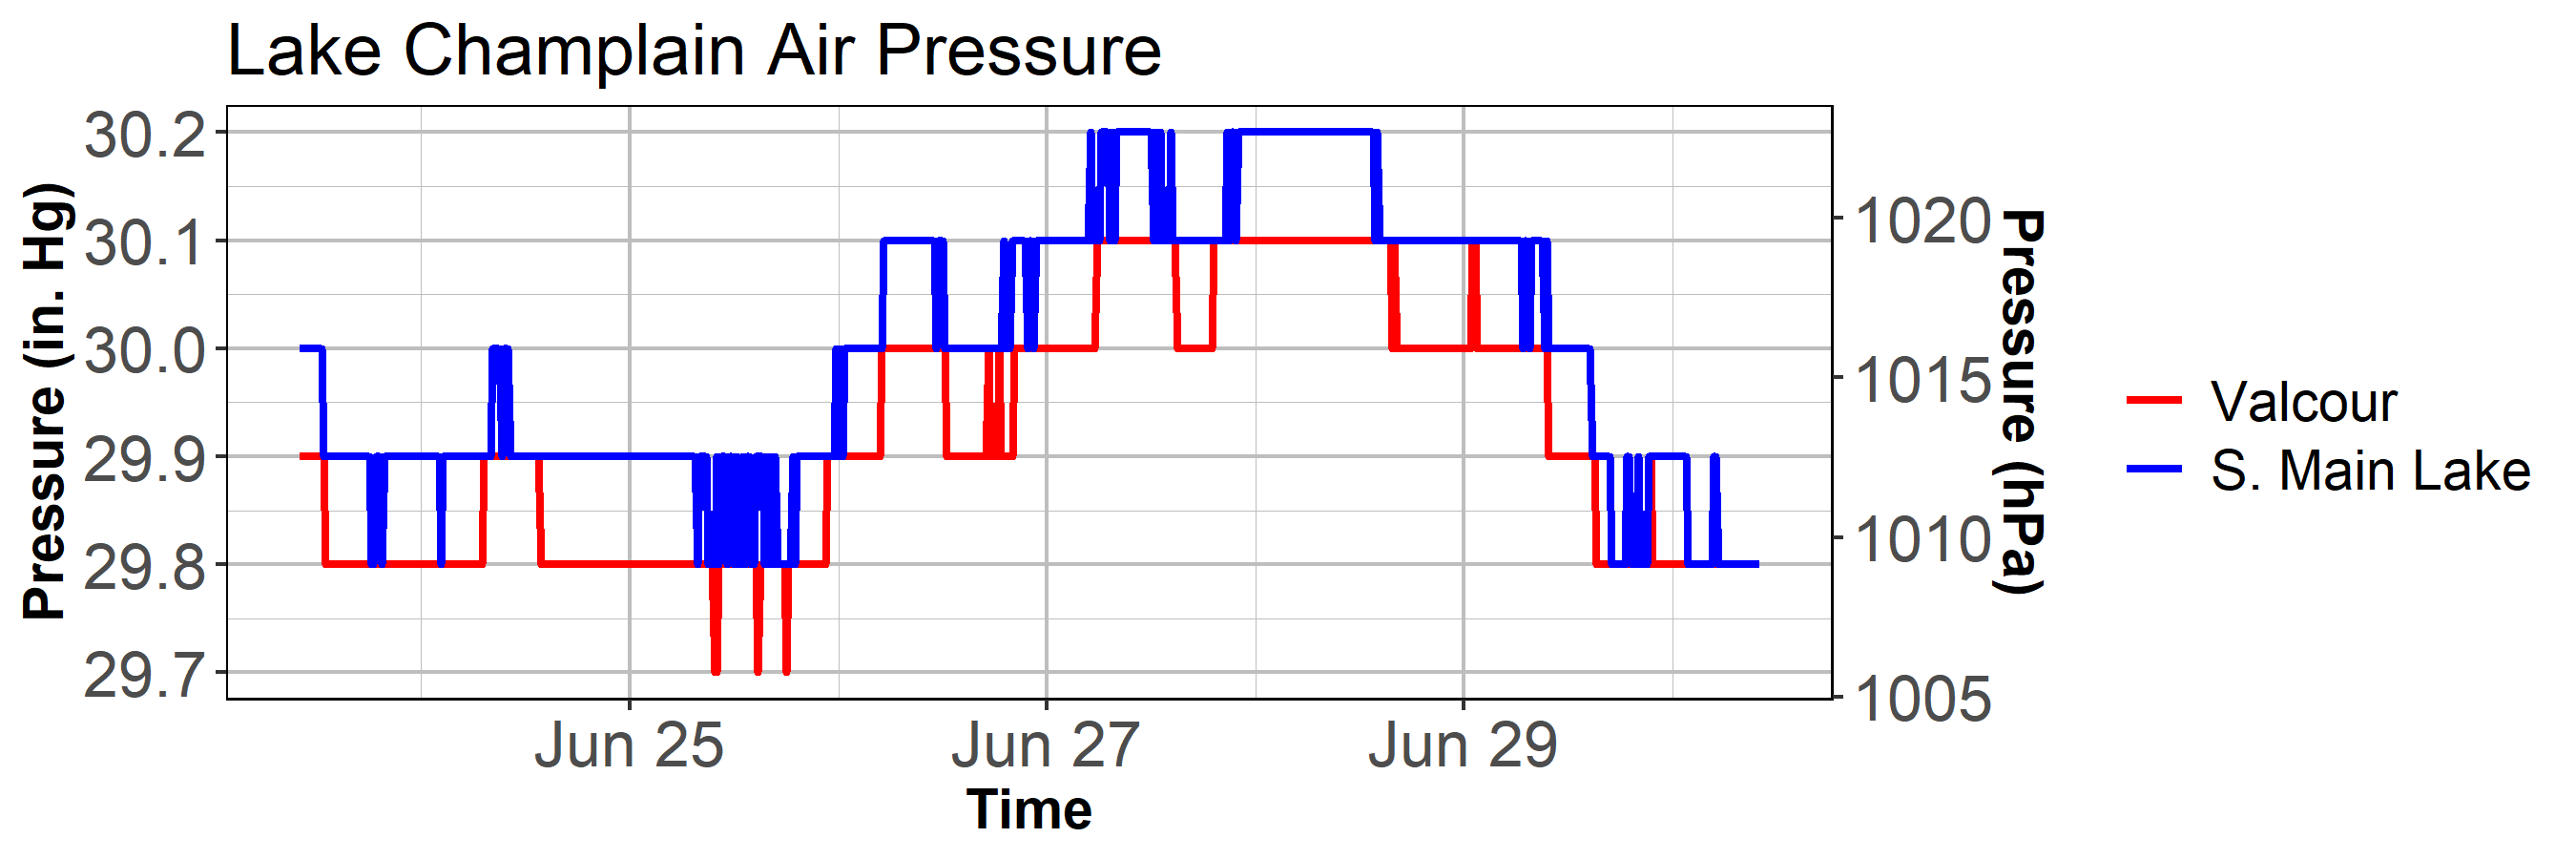 Lake Champlain Air Pressure
Pressure (in. Hg)
30.2
30.1
30.0
29.9
29.8
29.7
1020
1015
1010
1005
Pressure (hPa)
Jun 25
Jun 27
Jun 29
Time
Valcour
S. Main Lake